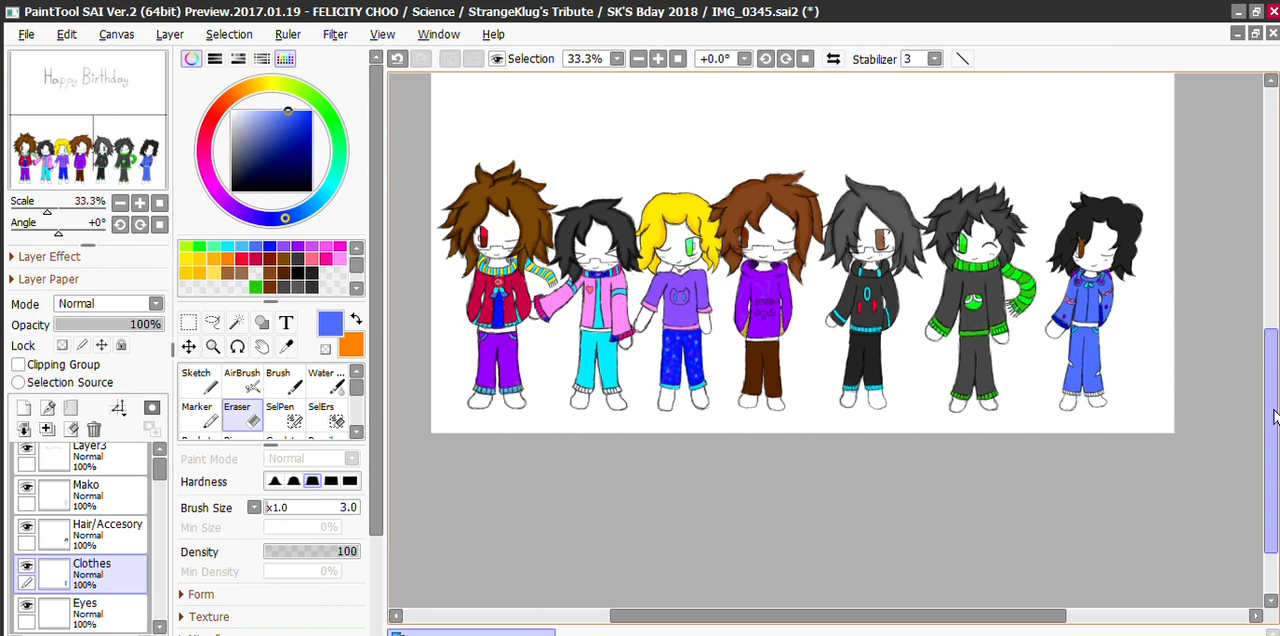 PaintTool SAI Ver.2 (64bit) Preview.2017.01.19 - FELICITY CHOO / Science / StrangeKlug's Tribute / SK'S Bday 2018 / IMG_0345.sai2 (*)
File Edit Canvas Layer Selection Ruler Filter View Window Help
Selection 33.3% +0.0° Stabilizer 3
Happy Birthday
Scale 33.3%
Angle +0°
Layer Effect
Layer Paper
Mode Normal
Opacity 100%
Lock
Clipping Group
Selection Source
Layer3
Normal
100%
Mako
Normal
100%
Hair/Accesory
Normal
100%
Clothes
Normal
100%
Eyes
Normal
100%
T
Sketch AirBrush Brush Water ...
Marker Eraser SelPen SelErs
Paint Mode Normal
Hardness
Brush Size x1.0 3.0
Min Size 0%
Density 100
Min Density 0%
Form
Texture